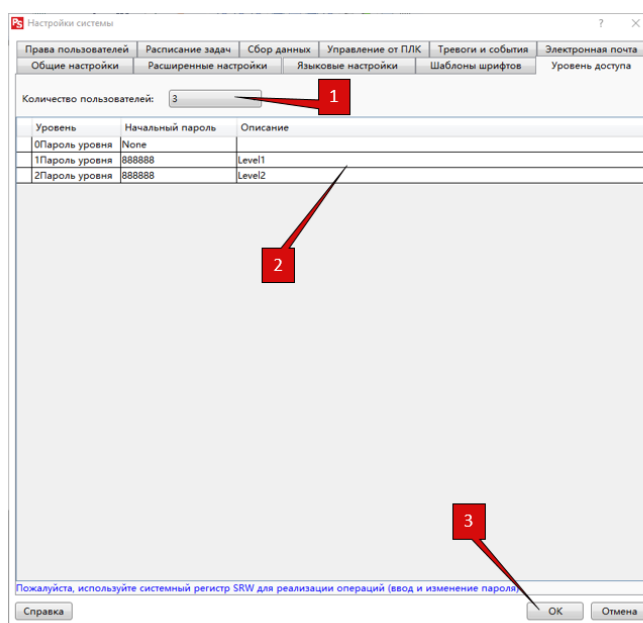 PS Настройки системы ? ×
Права пользователей Расписание задач Сбор данных Управление от ПЛК Тревоги и события Электронная почта
Общие настройки Расширенные настройки Языковые настройки Шаблоны шрифтов Уровень доступа
Количество пользователей: 3 1
Уровень Начальный пароль Описание
0Пароль уровня None
1Пароль уровня 888888 Level1
2Пароль уровня 888888 Level2
2
3
Пожалуйста, используйте системный регистр SRW для реализации операций (ввод и изменение пароля)
Справка OK Отмена